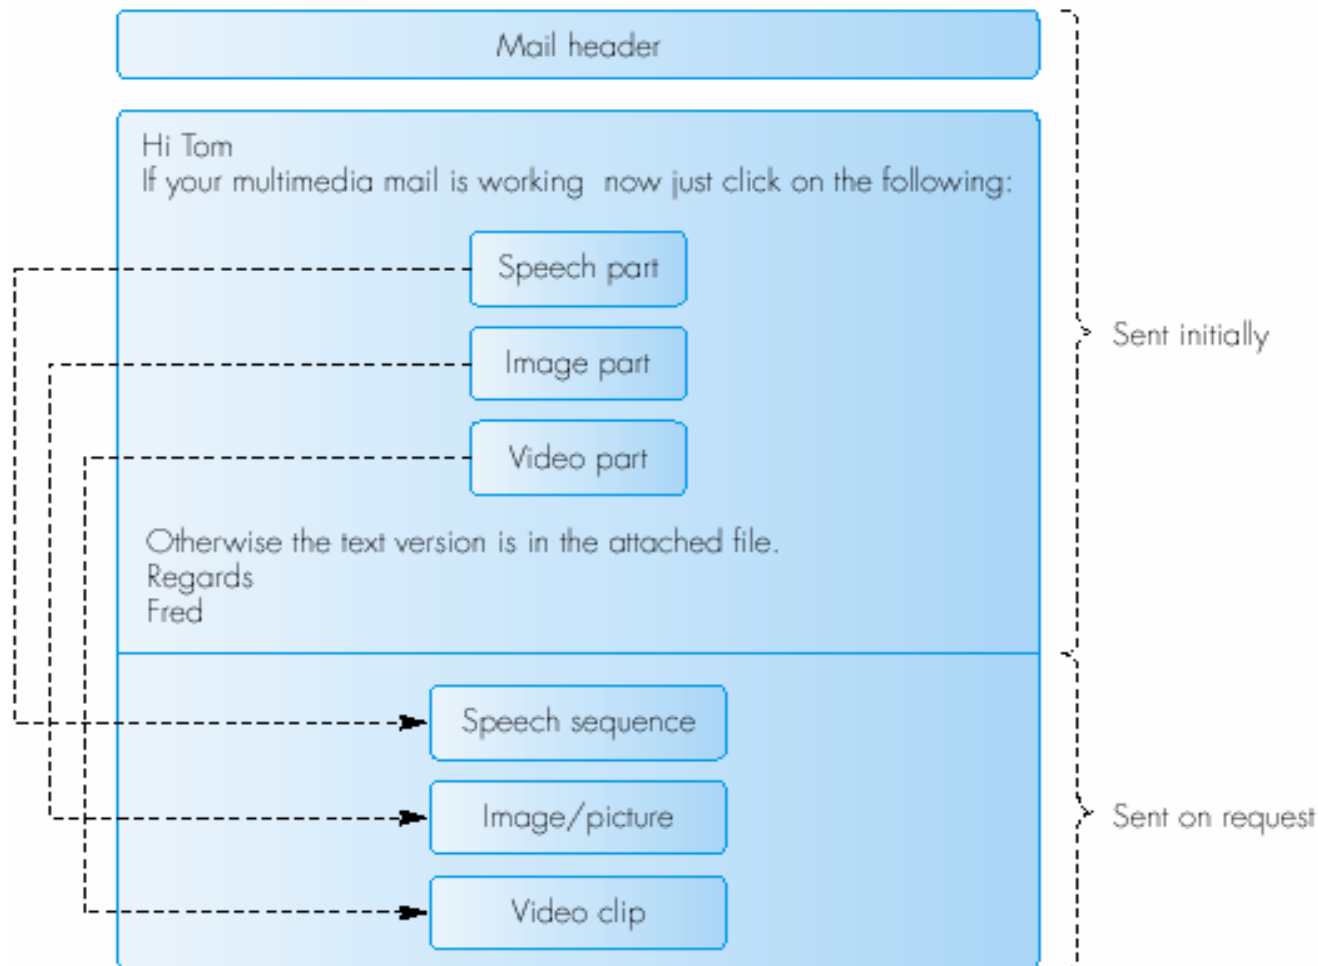 Mail header
Hi Tom
If your multimedia mail is working now just click on the following:
Speech part
Image part
Video part
Sent initially
Otherwise the text version is in the attached file.
Regards
Fred
Speech sequence
Image/picture
Sent on request
Video clip